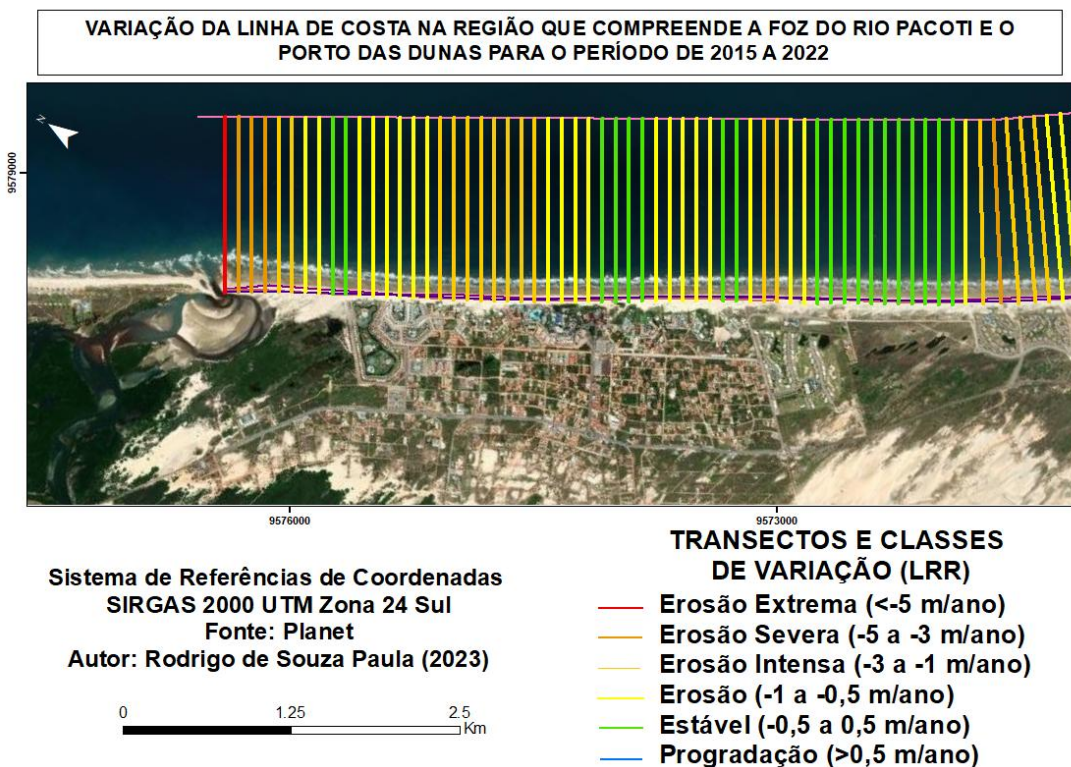 VARIAÇÃO DA LINHA DE COSTA NA REGIÃO QUE COMPREENDE A FOZ DO RIO PACOTI E O
PORTO DAS DUNAS PARA O PERÍODO DE 2015 A 2022
N
9579000
9576000
9573000
Sistema de Referências de Coordenadas
SIRGAS 2000 UTM Zona 24 Sul
Fonte: Planet
Autor: Rodrigo de Souza Paula (2023)
0 1.25 2.5
Km
TRANSECTOS E CLASSES
DE VARIAÇÃO (LRR)
Erosão Extrema (<-5 m/ano)
Erosão Severa (-5 a -3 m/ano)
Erosão Intensa (-3 a -1 m/ano)
Erosão (-1 a -0,5 m/ano)
Estável (-0,5 a 0,5 m/ano)
Progradação (>0,5 m/ano)